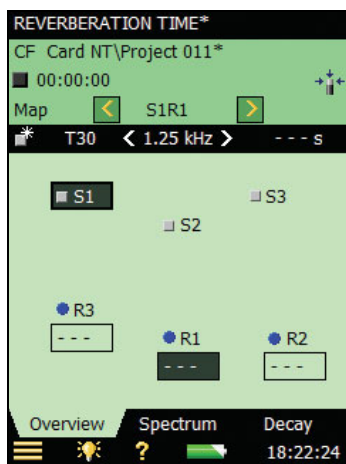 REVERBERATION TIME*
CF Card NT\Project 011*
00:00:00
Map < S1R1 >
T30 < 1.25 kHz > - - - s
S1 S3
S2
R3
- - -
R1 R2
- - - - - -
Overview Spectrum Decay
? 18:22:24